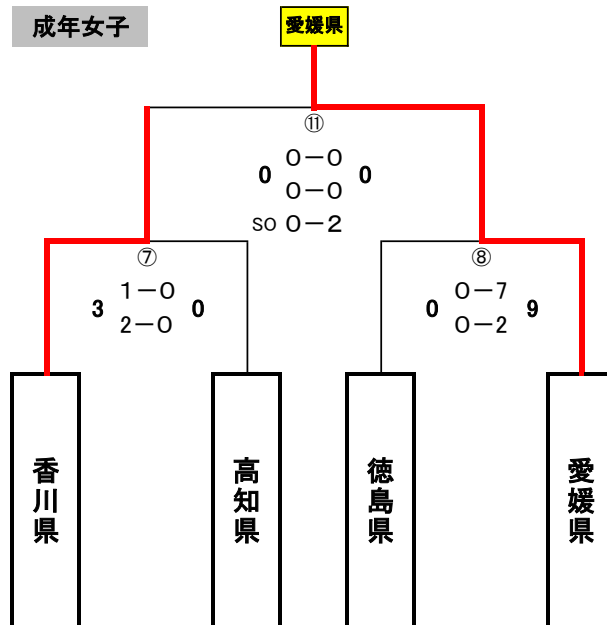 成年女子
愛媛県
⑪
0 0-0 0
0-0
SO 0-2
⑦
3 1-0 0
2-0
⑧
0 0-7 9
0-2
香川県
高知県
徳島県
愛媛県